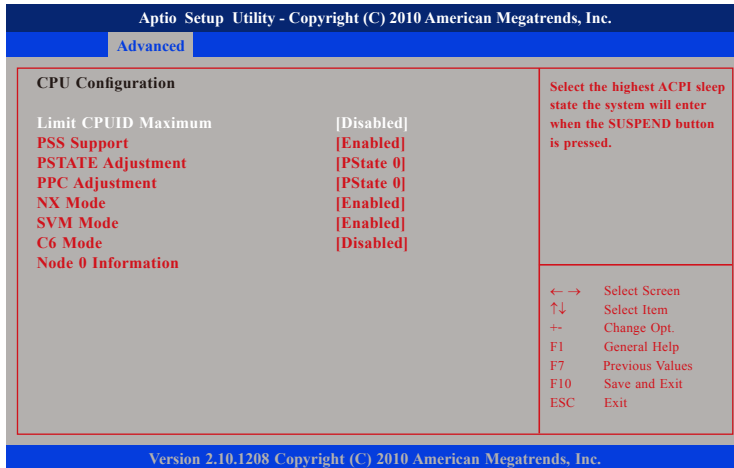 Aptio Setup Utility - Copyright (C) 2010 American Megatrends, Inc.
Advanced
CPU Configuration
Limit CPUID Maximum [Disabled]
PSS Support [Enabled]
PSTATE Adjustment [PState 0]
PPC Adjustment [PState 0]
NX Mode [Enabled]
SVM Mode [Enabled]
C6 Mode [Disabled]
Node 0 Information
Select the highest ACPI sleep
state the system will enter
when the SUSPEND button
is pressed.
←→ Select Screen
↑↓ Select Item
+- Change Opt.
F1 General Help
F7 Previous Values
F10 Save and Exit
ESC Exit
Version 2.10.1208 Copyright (C) 2010 American Megatrends, Inc.